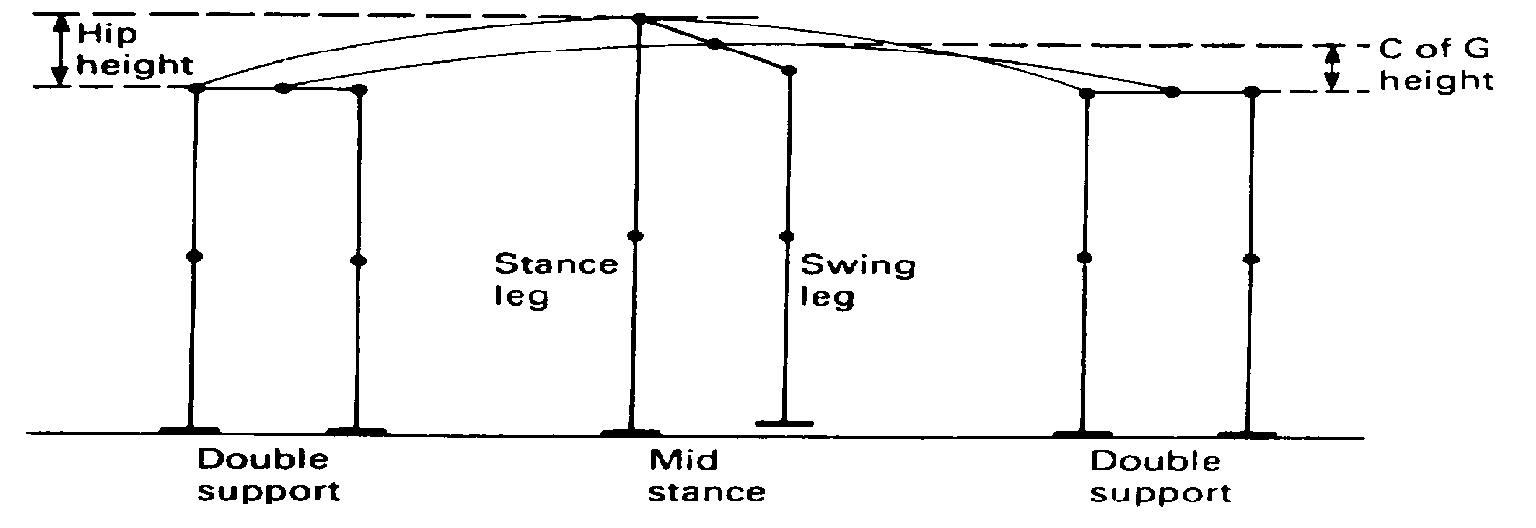 Hip
height
C of G
height
Stance
leg
Swing
leg
Double
support
Mid
stance
Double
support